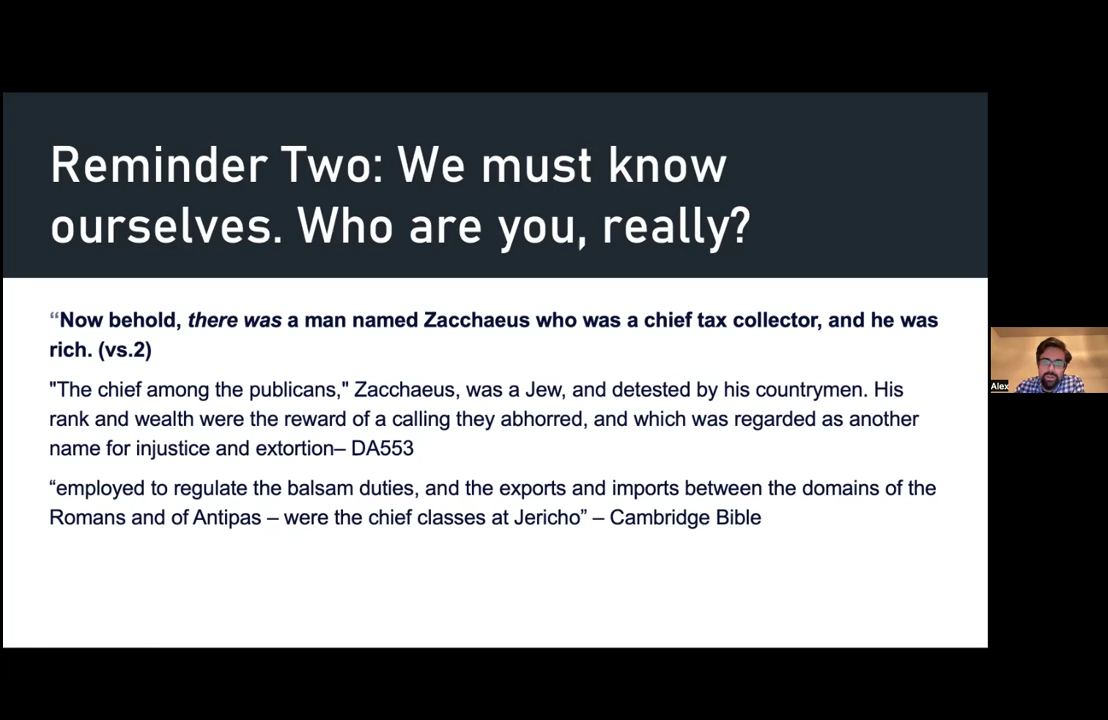 Reminder Two: We must know
ourselves. Who are you, really?
“Now behold, there was a man named Zacchaeus who was a chief tax collector, and he was
rich. (vs.2)
"The chief among the publicans," Zacchaeus, was a Jew, and detested by his countrymen. His
rank and wealth were the reward of a calling they abhorred, and which was regarded as another
name for injustice and extortion– DA553
“employed to regulate the balsam duties, and the exports and imports between the domains of the
Romans and of Antipas – were the chief classes at Jericho” – Cambridge Bible
Alex